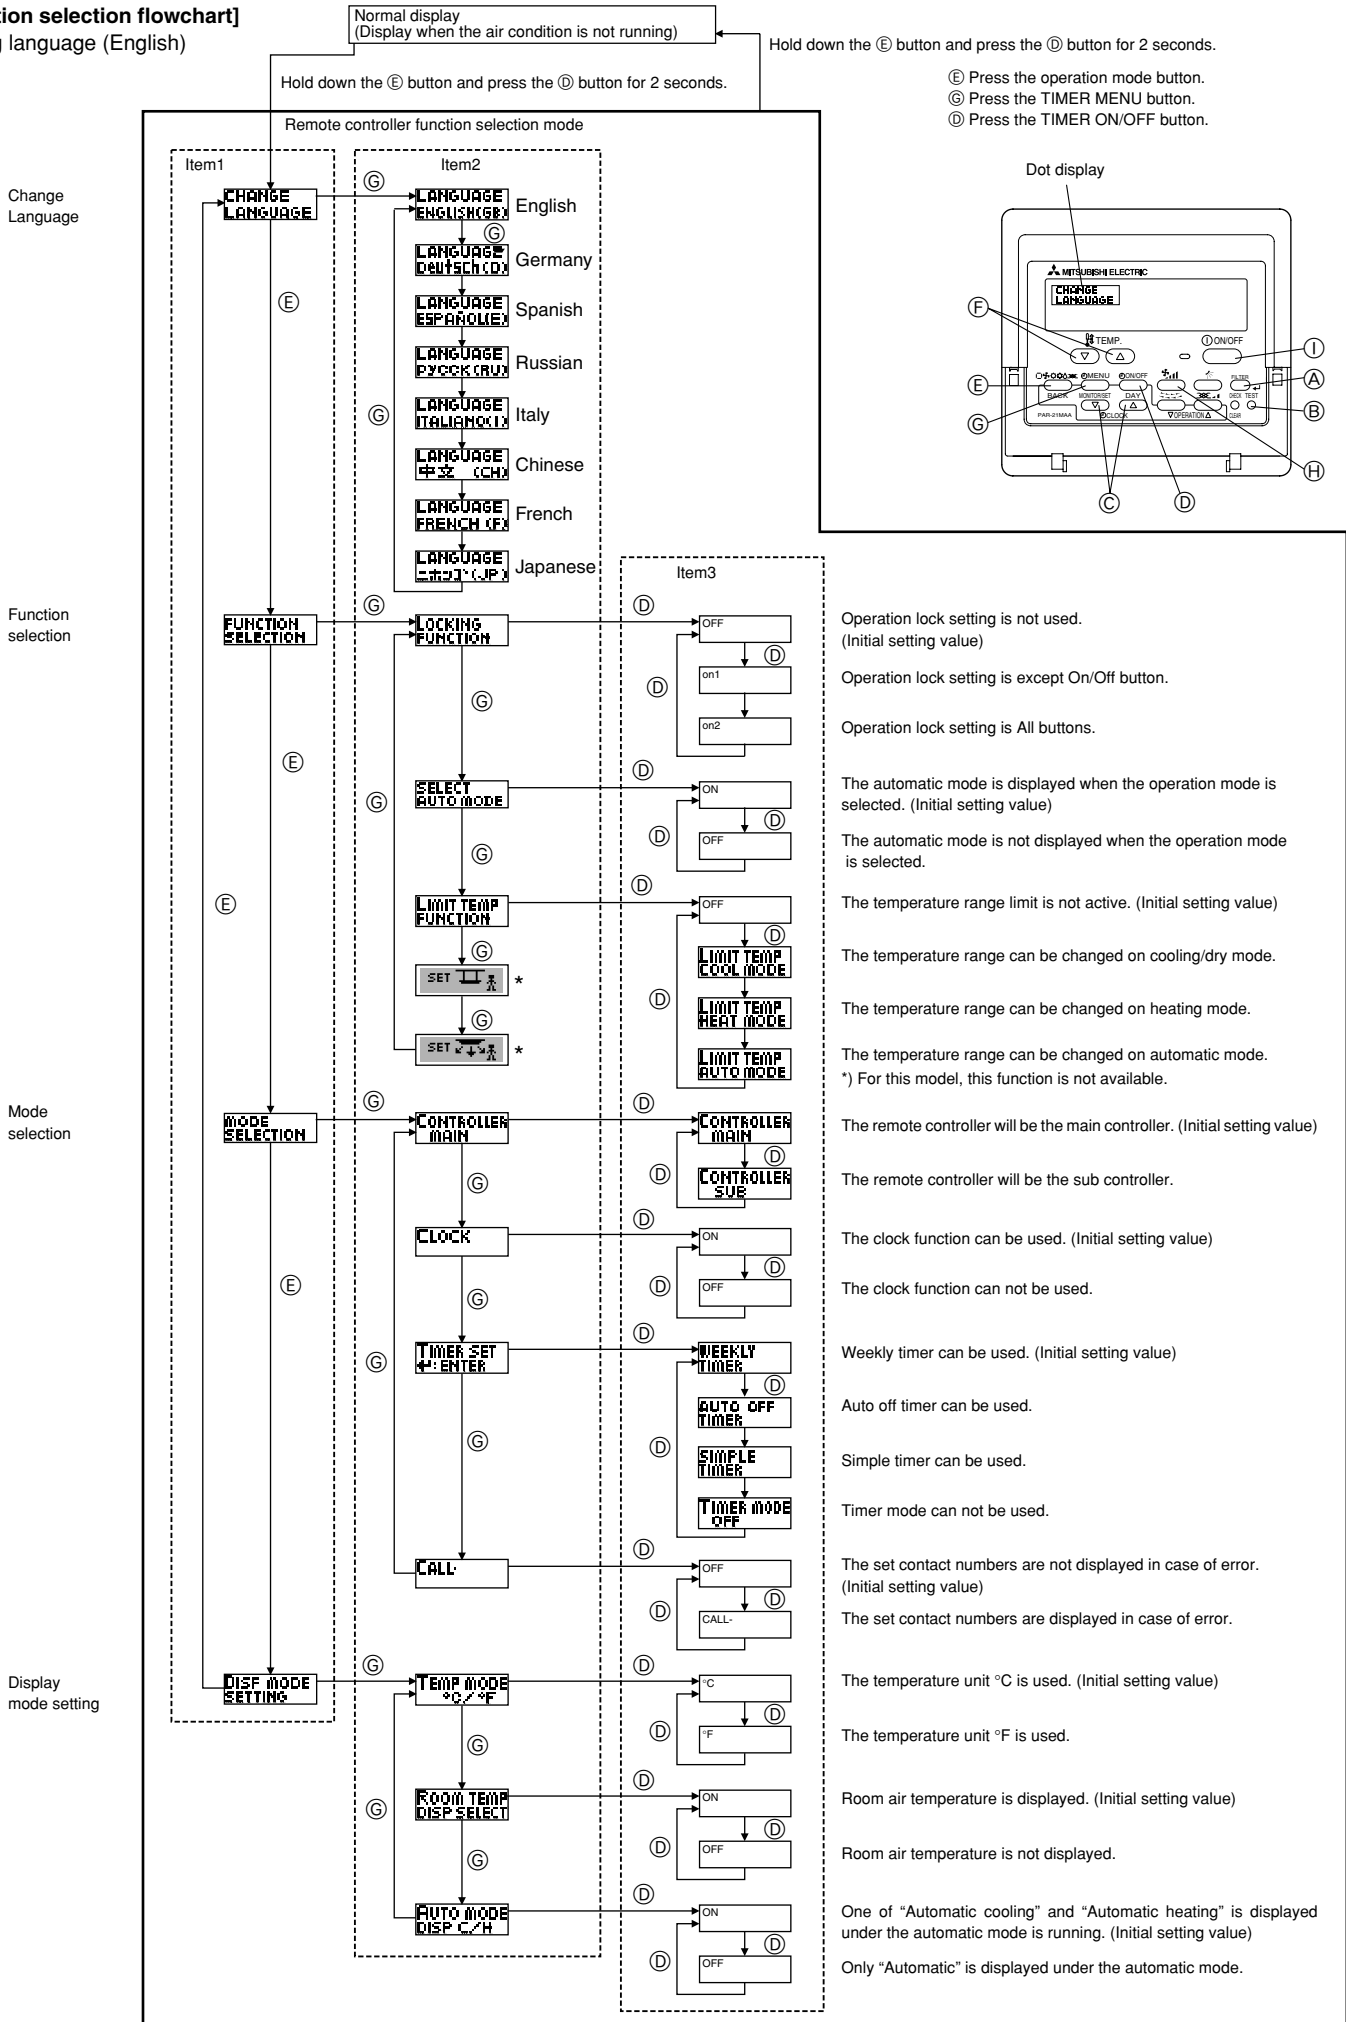 tion selection flowchart]
g language (English)
Normal display
(Display when the air condition is not running)
Hold down the Ⓔ button and press the Ⓓ button for 2 seconds.
Hold down the Ⓔ button and press the Ⓓ button for 2 seconds.
Ⓔ Press the operation mode button.
Ⓖ Press the TIMER MENU button.
Ⓓ Press the TIMER ON/OFF button.
Remote controller function selection mode
Item1
Item2
Dot display
MITSUBISHI ELECTRIC
CHANGE
LANGUAGE
TEMP.
ON/OFF
MENU
ON/OFF
FILTER
BACK
MONITOR/SET
DAY
CHECK
TEST
PAR-21MAA
CLOCK
OPERATION
CLEAR
Ⓕ
Ⓔ
Ⓖ
Ⓘ
Ⓐ
Ⓑ
Ⓗ
Ⓒ
Ⓓ
Change
Language
CHANGE
LANGUAGE
Ⓖ
LANGUAGE
ENGLISH(GB)
English
Ⓖ
LANGUAGE
Deutsch(D)
Germany
Ⓔ
LANGUAGE
ESPAÑOL(E)
Spanish
LANGUAGE
РУССК(RU)
Russian
Ⓖ
LANGUAGE
ITALIANO(I)
Italy
LANGUAGE
中文 (CH)
Chinese
LANGUAGE
FRENCH (F)
French
LANGUAGE
ニホンゴ(JP)
Japanese
Item3
Function
selection
FUNCTION
SELECTION
Ⓖ
LOCKING
FUNCTION
Ⓓ
OFF
Operation lock setting is not used.
(Initial setting value)
Ⓓ
on1
Operation lock setting is except On/Off button.
Ⓓ
Ⓖ
on2
Operation lock setting is All buttons.
Ⓔ
Ⓖ
SELECT
AUTO MODE
Ⓓ
ON
The automatic mode is displayed when the operation mode is
selected. (Initial setting value)
Ⓓ
Ⓓ
OFF
The automatic mode is not displayed when the operation mode
is selected.
Ⓖ
Ⓔ
LIMIT TEMP
FUNCTION
Ⓓ
OFF
The temperature range limit is not active. (Initial setting value)
Ⓖ
Ⓓ
LIMIT TEMP
COOL MODE
The temperature range can be changed on cooling/dry mode.
SET *
Ⓓ
LIMIT TEMP
HEAT MODE
The temperature range can be changed on heating mode.
Ⓖ
SET *
LIMIT TEMP
AUTO MODE
The temperature range can be changed on automatic mode.
*) For this model, this function is not available.
Mode
selection
MODE
SELECTION
Ⓖ
CONTROLLER
MAIN
Ⓓ
CONTROLLER
MAIN
The remote controller will be the main controller. (Initial setting value)
Ⓓ
Ⓓ
CONTROLLER
SUB
The remote controller will be the sub controller.
Ⓖ
CLOCK
Ⓓ
ON
The clock function can be used. (Initial setting value)
Ⓓ
Ⓓ
OFF
The clock function can not be used.
Ⓔ
Ⓖ
Ⓖ
TIMER SET
↵:ENTER
Ⓓ
WEEKLY
TIMER
Weekly timer can be used. (Initial setting value)
Ⓓ
AUTO OFF
TIMER
Auto off timer can be used.
Ⓖ
Ⓓ
SIMPLE
TIMER
Simple timer can be used.
TIMER MODE
OFF
Timer mode can not be used.
CALL-
Ⓓ
OFF
The set contact numbers are not displayed in case of error.
(Initial setting value)
Ⓓ
Ⓓ
CALL-
The set contact numbers are displayed in case of error.
Display
mode setting
DISP MODE
SETTING
Ⓖ
TEMP MODE
°C/°F
Ⓓ
°C
The temperature unit °C is used. (Initial setting value)
Ⓓ
Ⓓ
°F
The temperature unit °F is used.
Ⓖ
Ⓖ
ROOM TEMP
DISP SELECT
Ⓓ
ON
Room air temperature is displayed. (Initial setting value)
Ⓓ
Ⓓ
OFF
Room air temperature is not displayed.
Ⓖ
AUTO MODE
DISP C/H
Ⓓ
ON
One of “Automatic cooling” and “Automatic heating” is displayed
under the automatic mode is running. (Initial setting value)
Ⓓ
Ⓓ
OFF
Only “Automatic” is displayed under the automatic mode.